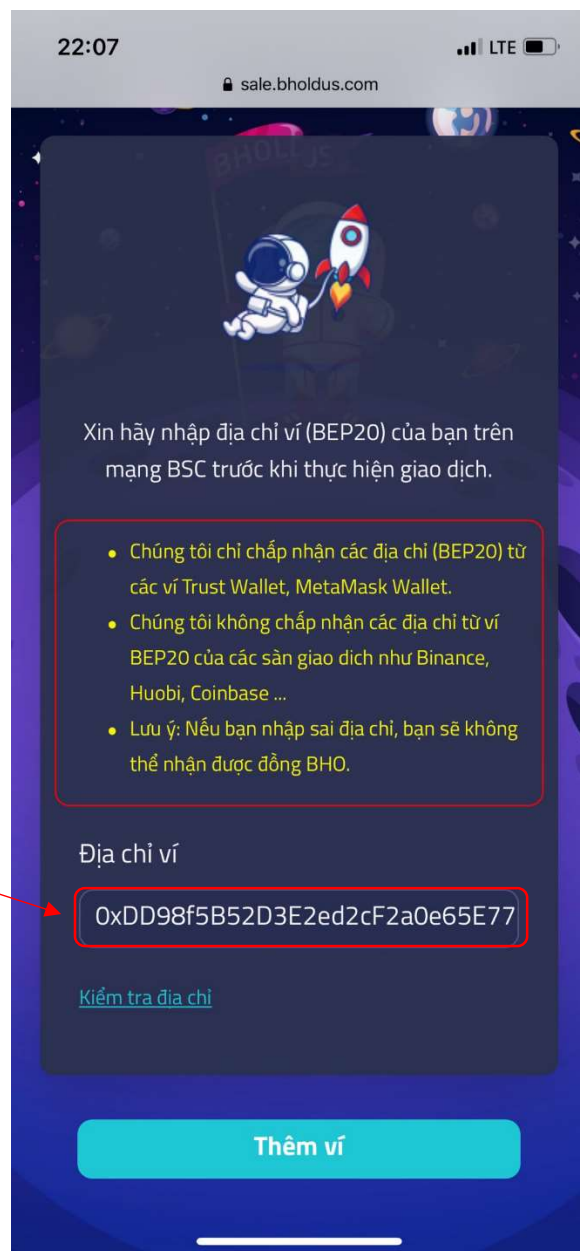 22:07
LTE
sale.bholdus.com
BHOLDUS
Xin hãy nhập địa chỉ ví (BEP20) của bạn trên
mạng BSC trước khi thực hiện giao dịch.
• Chúng tôi chỉ chấp nhận các địa chỉ (BEP20) từ
các ví Trust Wallet, MetaMask Wallet.
• Chúng tôi không chấp nhận các địa chỉ từ ví
BEP20 của các sàn giao dich như Binance,
Huobi, Coinbase ...
• Lưu ý: Nếu bạn nhập sai địa chỉ, bạn sẽ không
thể nhận được đồng BHO.
Địa chỉ ví
0xDD98f5B52D3E2ed2cF2a0e65E77
Kiểm tra địa chỉ
Thêm ví